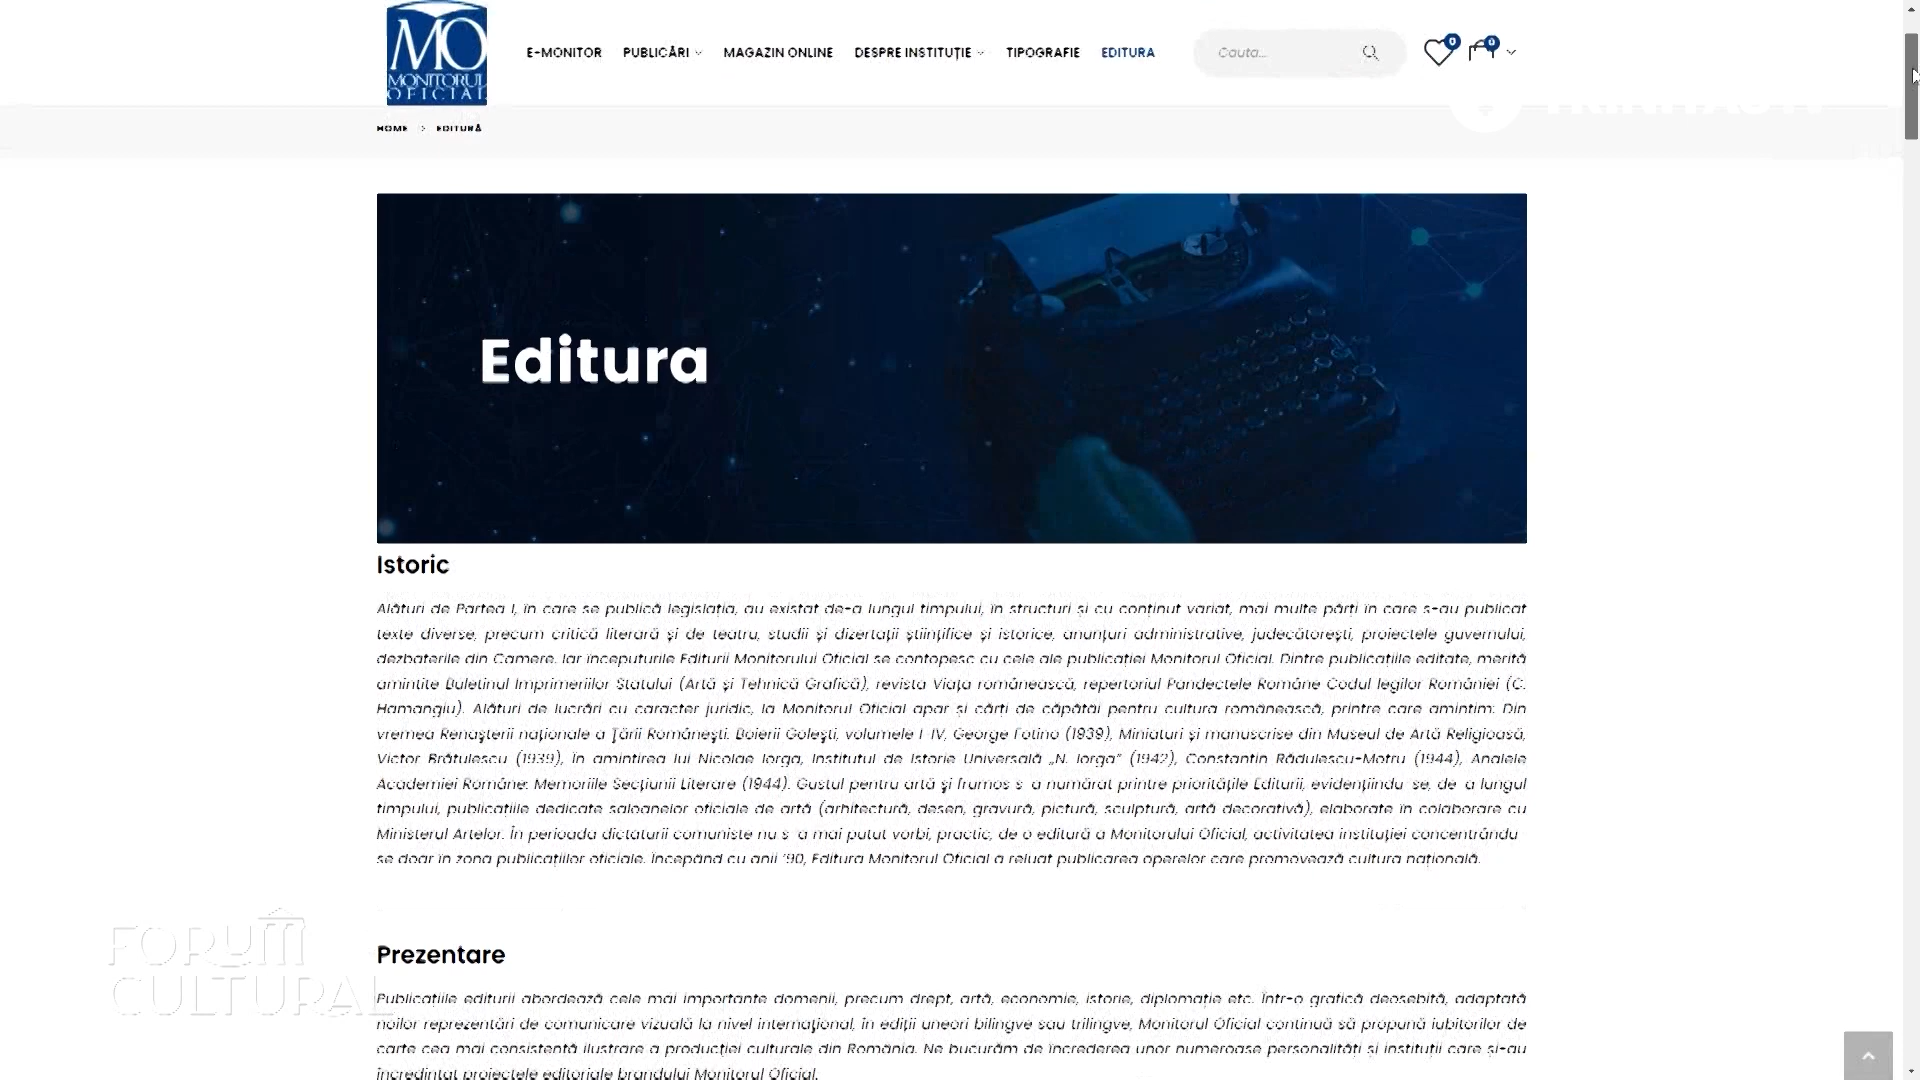 MO
MONITORUL
OFICIAL
E-MONITOR PUBLICĂRI MAGAZIN ONLINE DESPRE INSTITUȚIE TIPOGRAFIE EDITURA Cauta... 0 0
HOME > EDITURĂ
Editura
Istoric
Alături de Partea I, în care se publică legislația, au existat de-a lungul timpului, în structuri și cu conținut variat, mai multe părți în care s-au publicat
texte diverse, precum critică literară și de teatru, studii și dizertații științifice și istorice, anunțuri administrative, judecătorești, proiectele guvernului,
dezbaterile din Camere. Iar începuturile Editurii Monitorului Oficial se contopesc cu cele ale publicației Monitorul Oficial. Dintre publicațiile editate, merită
amintite Buletinul Imprimeriilor Statului (Artă și Tehnică Grafică), revista Viața românească, repertoriul Pandectele Române Codul legilor României (C.
Hamangiu). Alături de lucrări cu caracter juridic, la Monitorul Oficial apar și cărți de căpătâi pentru cultura românească, printre care amintim: Din
vremea Renaşterii naționale a Ţării Româneşti. Boierii Goleşti, volumele I-IV, George Fotino (1939), Miniaturi și manuscrise din Museul de Artă Religioasă,
Victor Brătulescu (1939), În amintirea lui Nicolae Iorga, Institutul de Istorie Universală „N. Iorga” (1942), Constantin Rădulescu-Motru (1944), Analele
Academiei Române: Memoriile Secțiunii Literare (1944). Gustul pentru artă şi frumos s-a numărat printre prioritățile Editurii, evidențiindu-se, de-a lungul
timpului, publicațiile dedicate saloanelor oficiale de artă (arhitectură, desen, gravură, pictură, sculptură, artă decorativă), elaborate în colaborare cu
Ministerul Artelor. În perioada dictaturii comuniste nu s-a mai putut vorbi, practic, de o editură a Monitorului Oficial, activitatea instituţiei concentrându-
se doar în zona publicațiilor oficiale. Începând cu anii ’90, Editura Monitorul Oficial a reluat publicarea operelor care promovează cultura națională.
Prezentare
Publicațiile editurii abordează cele mai importante domenii, precum drept, artă, economie, istorie, diplomație etc. Într-o grafică deosebită, adaptată
noilor reprezentări de comunicare vizuală la nivel internaţional, în ediții uneori bilingve sau trilingve, Monitorul Oficial continuă să propună iubitorilor de
carte cea mai consistentă ilustrare a producţiei culturale din România. Ne bucurăm de încrederea unor numeroase personalități și instituții care și-au
încredințat proiectele editoriale brandului Monitorul Oficial.
FORUM
CULTURAL